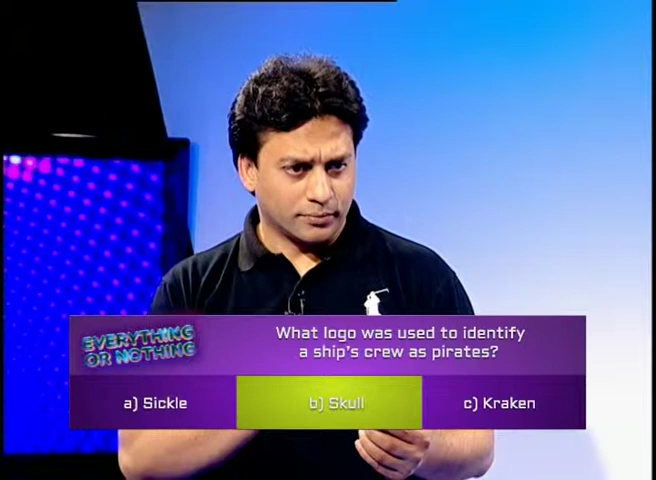 EVERYTHING
OR NOTHING
What logo was used to identify
a ship's crew as pirates?
a) Sickle
b) Skull
c) Kraken